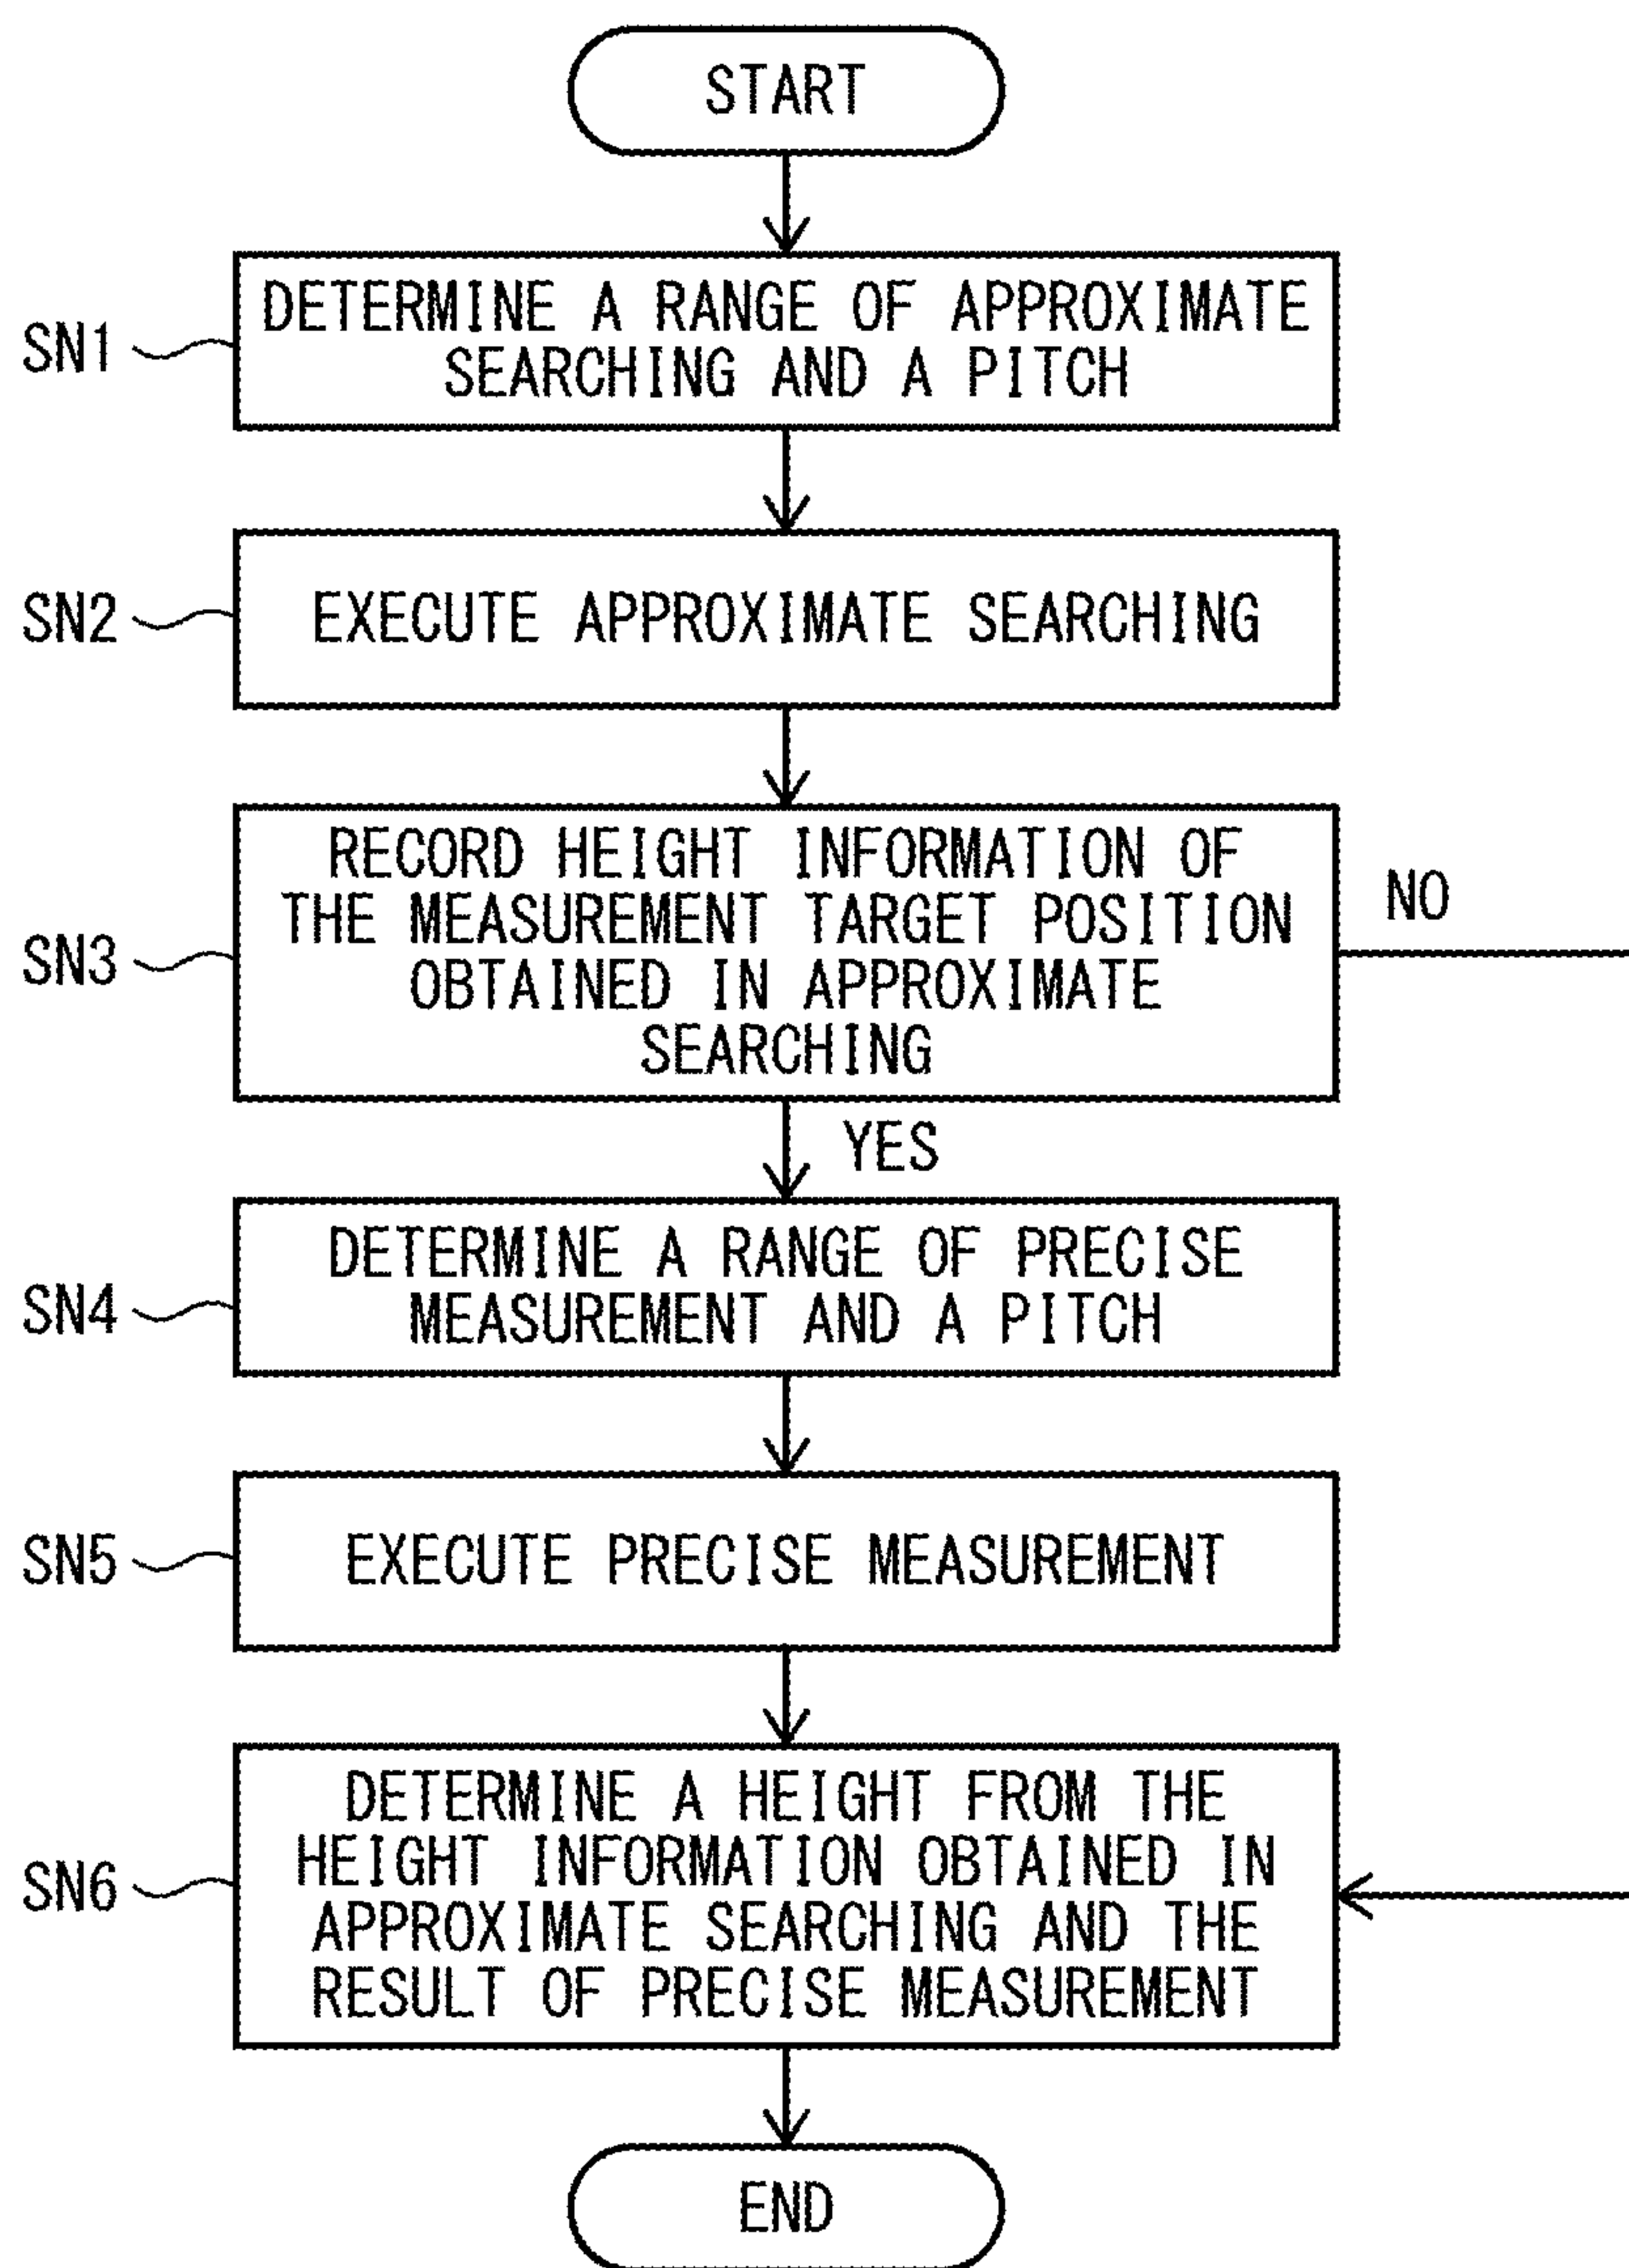 START
SN1
DETERMINE A RANGE OF APPROXIMATE
SEARCHING AND A PITCH
SN2
EXECUTE APPROXIMATE SEARCHING
SN3
RECORD HEIGHT INFORMATION OF
THE MEASUREMENT TARGET POSITION
OBTAINED IN APPROXIMATE
SEARCHING
NO
YES
SN4
DETERMINE A RANGE OF PRECISE
MEASUREMENT AND A PITCH
SN5
EXECUTE PRECISE MEASUREMENT
SN6
DETERMINE A HEIGHT FROM THE
HEIGHT INFORMATION OBTAINED IN
APPROXIMATE SEARCHING AND THE
RESULT OF PRECISE MEASUREMENT
END